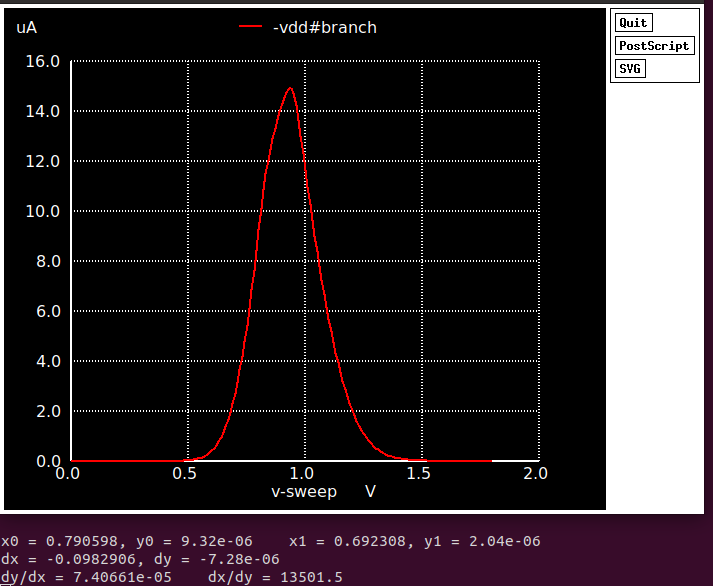 uA
-vdd#branch
Quit
PostScript
SVG
16.0
14.0
12.0
10.0
8.0
6.0
4.0
2.0
0.0
0.0 0.5 1.0 1.5 2.0
v-sweep V
x0 = 0.790598, y0 = 9.32e-06 x1 = 0.692308, y1 = 2.04e-06
dx = -0.0982906, dy = -7.28e-06
dy/dx = 7.40661e-05 dx/dy = 13501.5